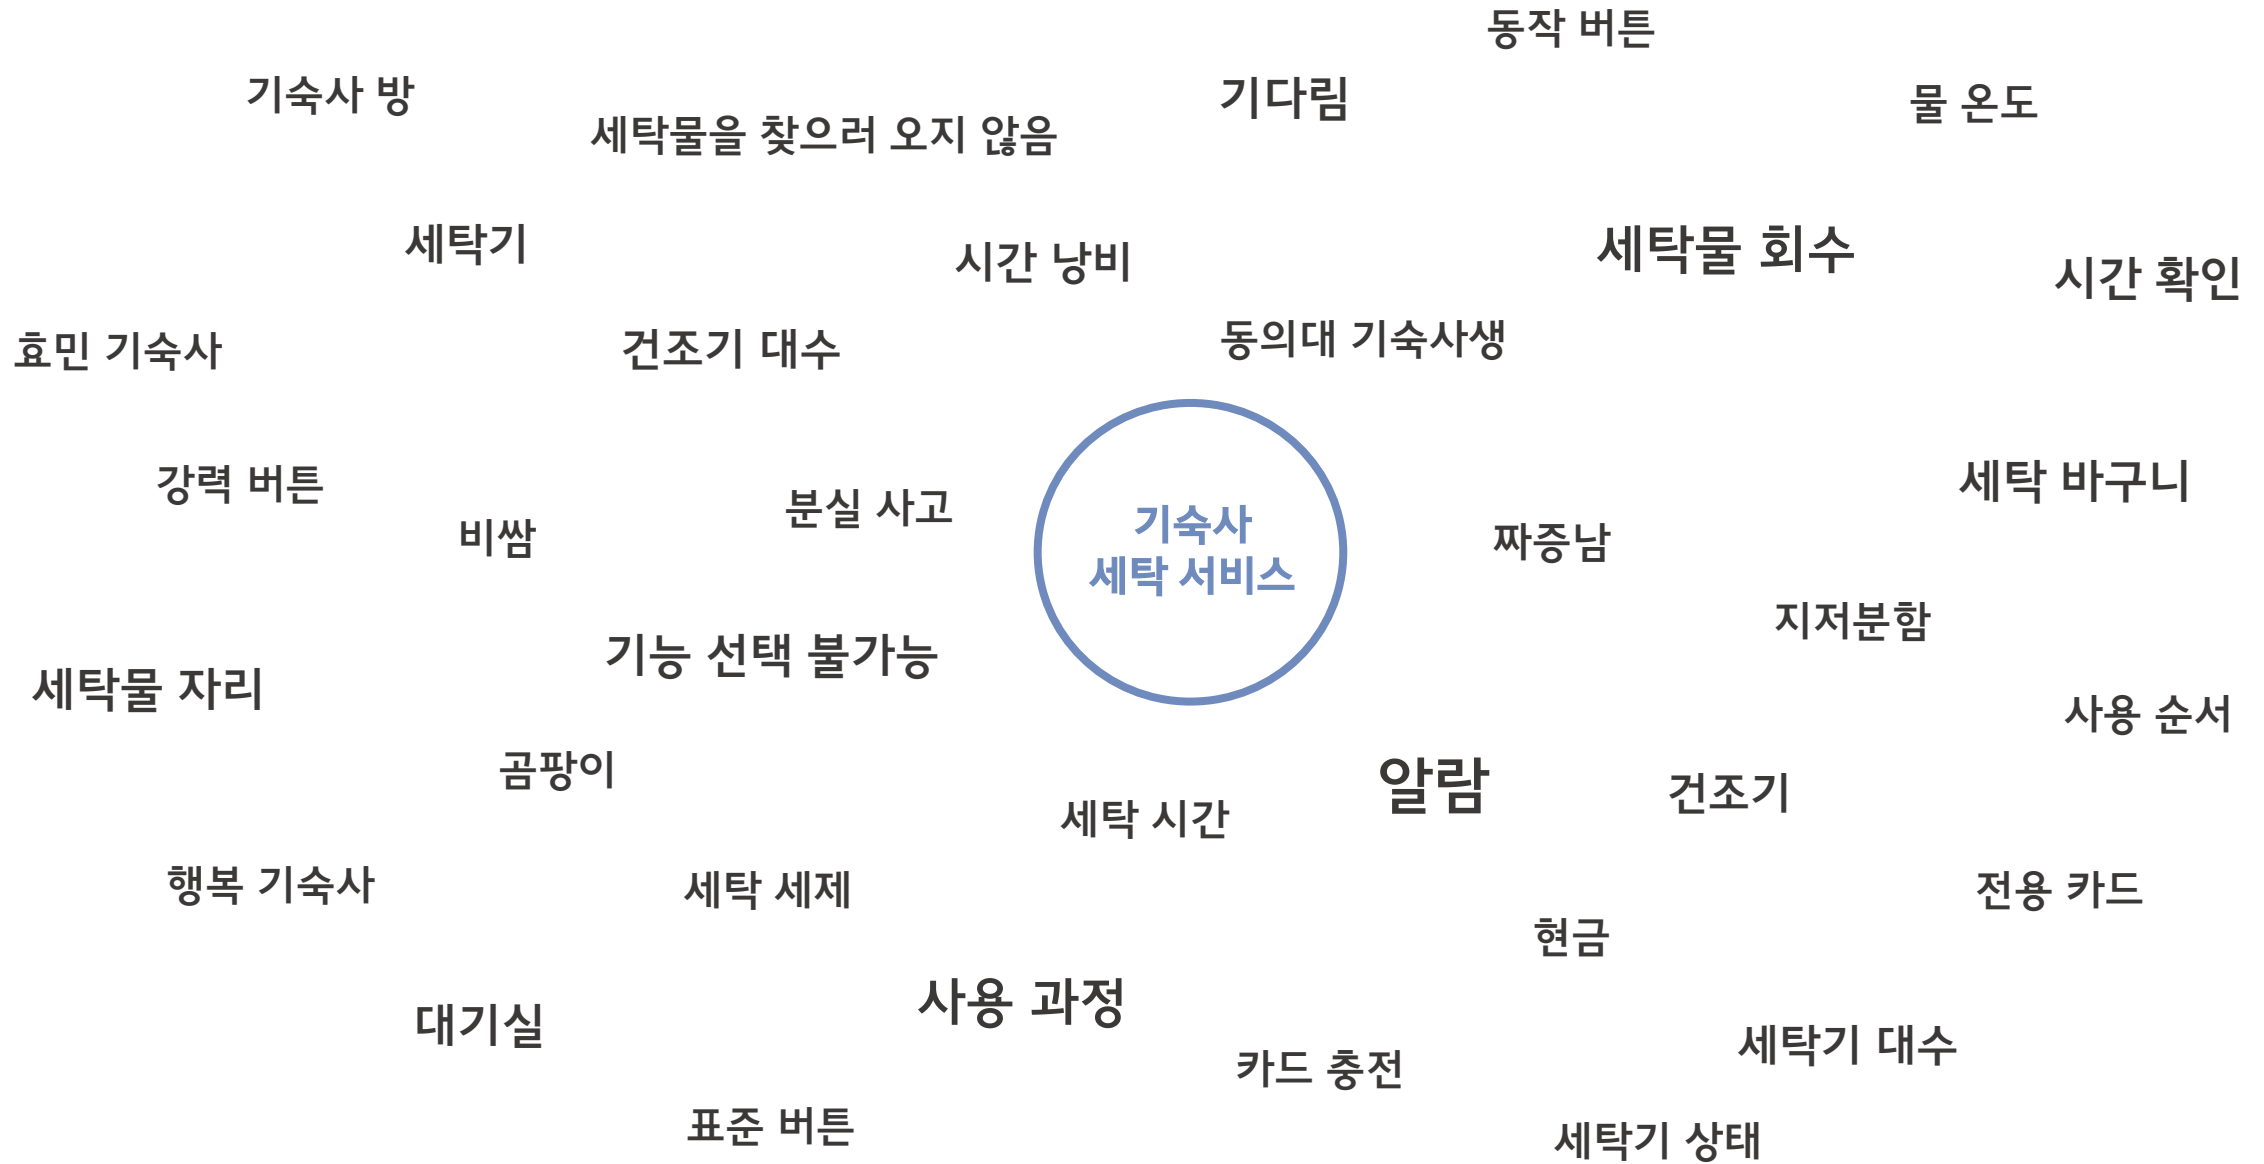 동작 버튼
기숙사 방
기다림
물 온도
세탁물을 찾으러 오지 않음
세탁기
시간 낭비
세탁물 회수
시간 확인
효민 기숙사
건조기 대수
동의대 기숙사생
강력 버튼
비쌈
분실 사고
기숙사
세탁 서비스
짜증남
세탁 바구니
지저분함
세탁물 자리
기능 선택 불가능
사용 순서
곰팡이
세탁 시간
알람
건조기
행복 기숙사
세탁 세제
현금
전용 카드
대기실
사용 과정
카드 충전
세탁기 대수
표준 버튼
세탁기 상태